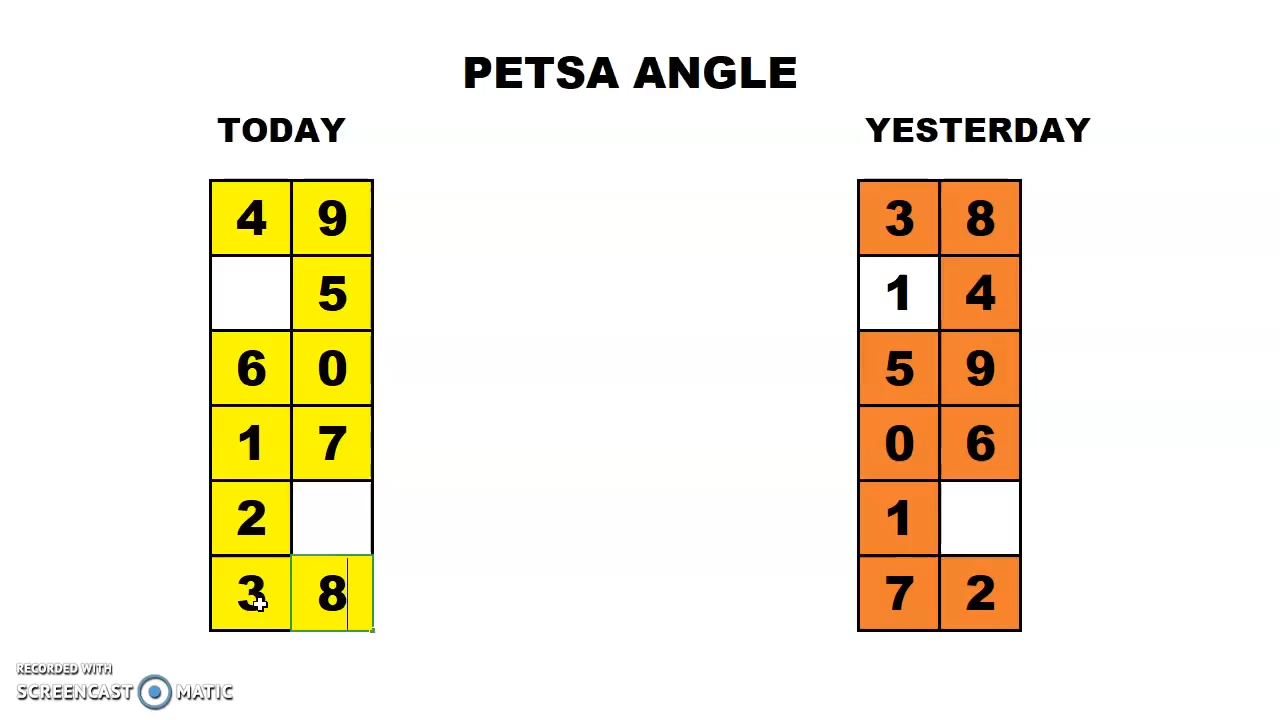 PETSA ANGLE
TODAY YESTERDAY
4 9 3 8
5 1 4
6 0 5 9
1 7 0 6
2 1
3 8 7 2
RECORDED WITH
SCREENCAST MATIC